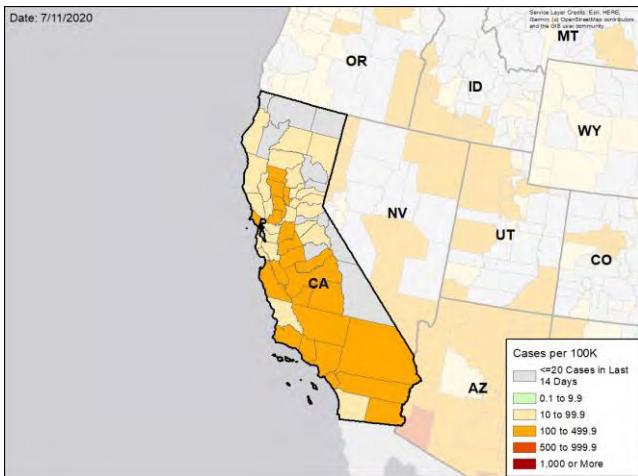 Date: 7/11/2020
Service Layer Credits: Esri, HERE,
Garmin, (c) OpenStreetMap contributors,
and the GIS user community
MT
OR
ID
WY
NV
UT
CO
CA
AZ
Cases per 100K
<=20 Cases in Last
14 Days
0.1 to 9.9
10 to 99.9
100 to 499.9
500 to 999.9
1,000 or More